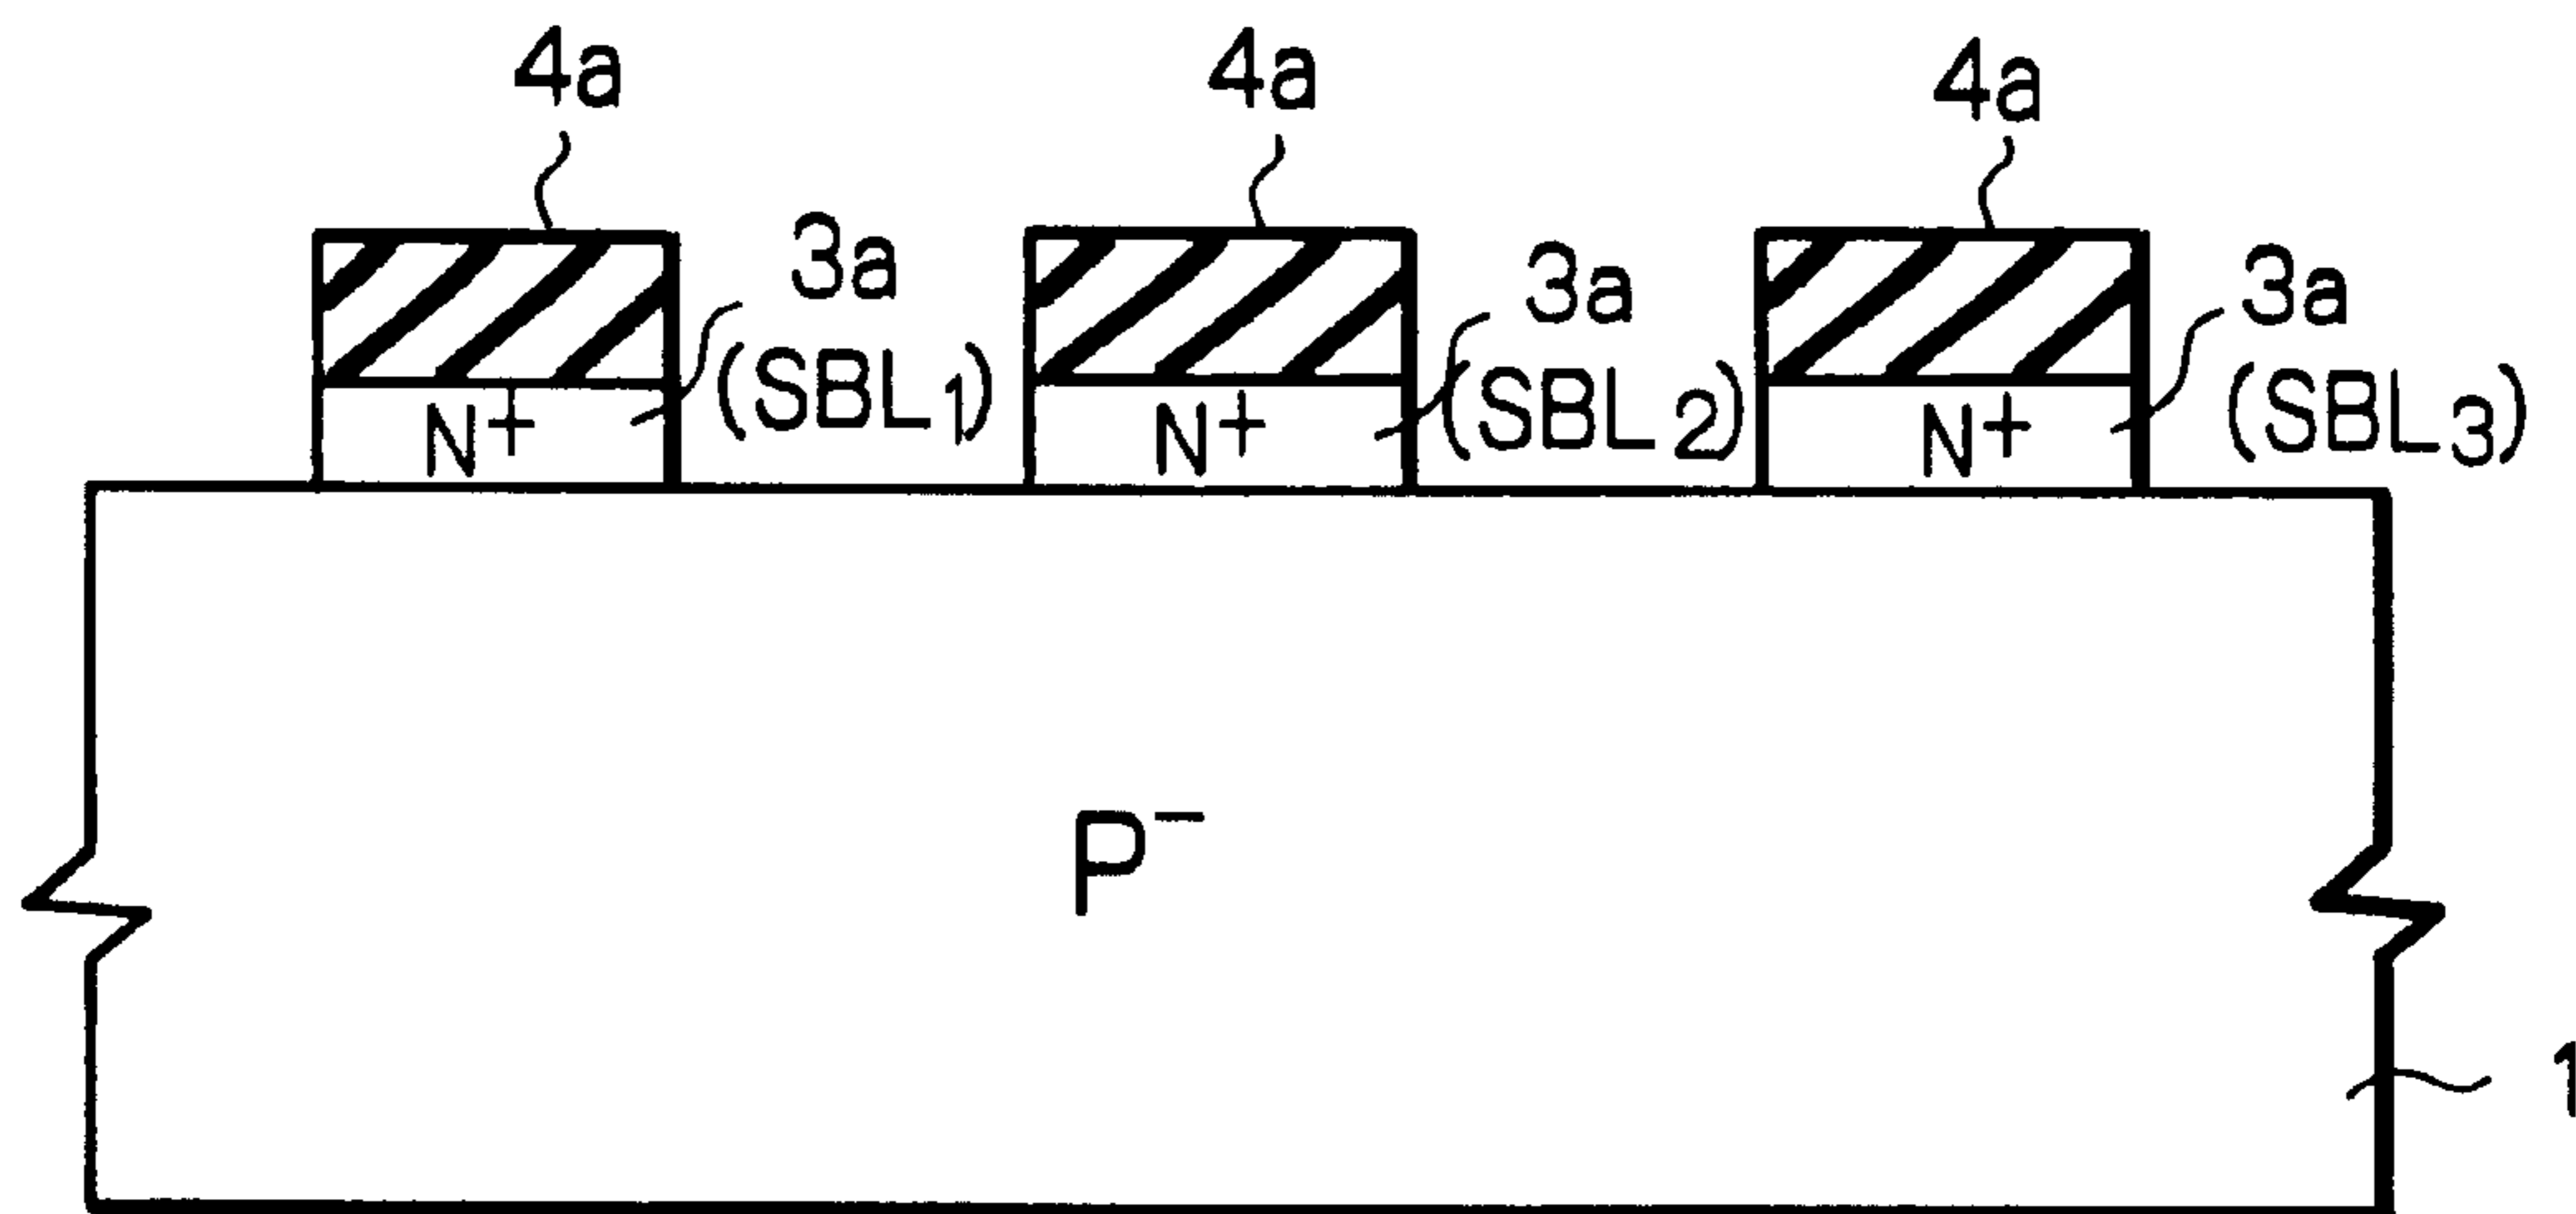 4a 4a 4a
3a 3a 3a
(SBL₁) (SBL₂) (SBL₃)
N⁺ N⁺ N⁺
P⁻
1